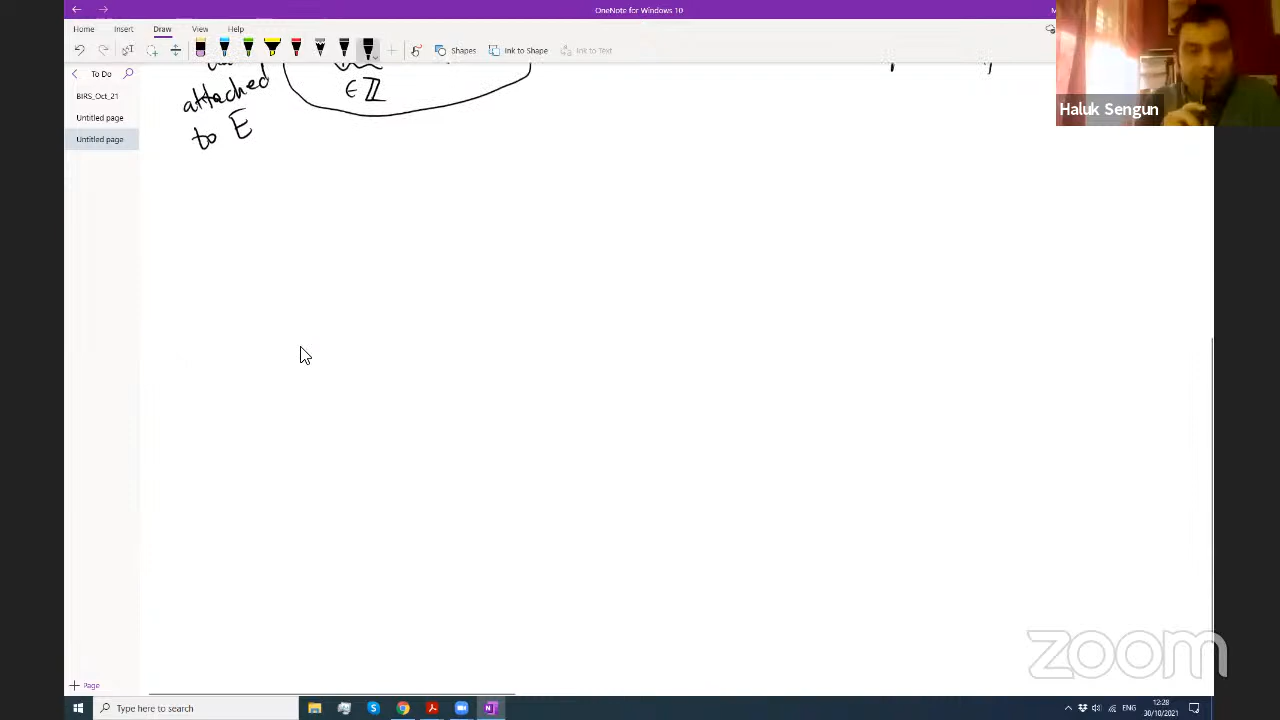 OneNote for Windows 10
Home Insert Draw View Help
Shapes Ink to Shape Ink to Text
To Do
BIRS_Oct_21
Untitled page
Untitled page
attached
to E
∈ ℤ
Haluk Sengun
zoom
Page
Type here to search
ENG
12:28
30/10/2021